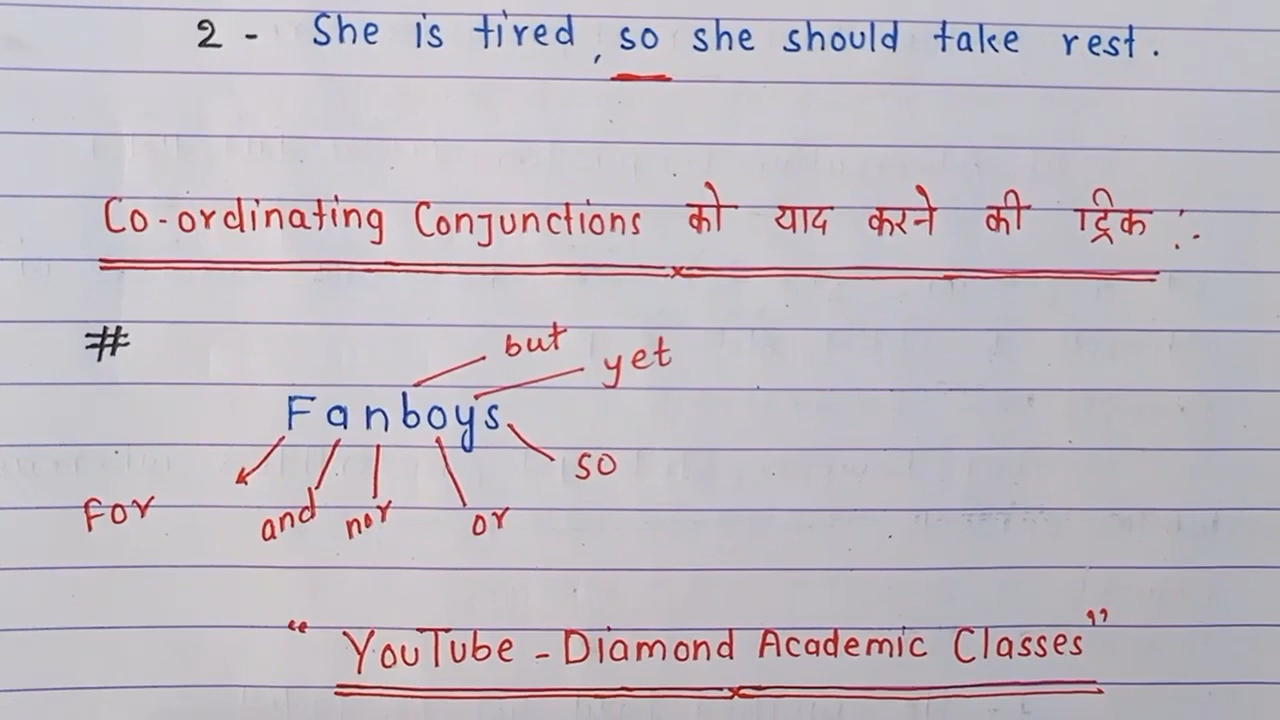 2 - She is tired, so she should take rest.
Co-ordinating Conjunctions को याद करने की ट्रिक :-
#
but
yet
Fanboys
so
For and nor or
“YouTube - Diamond Academic Classes”